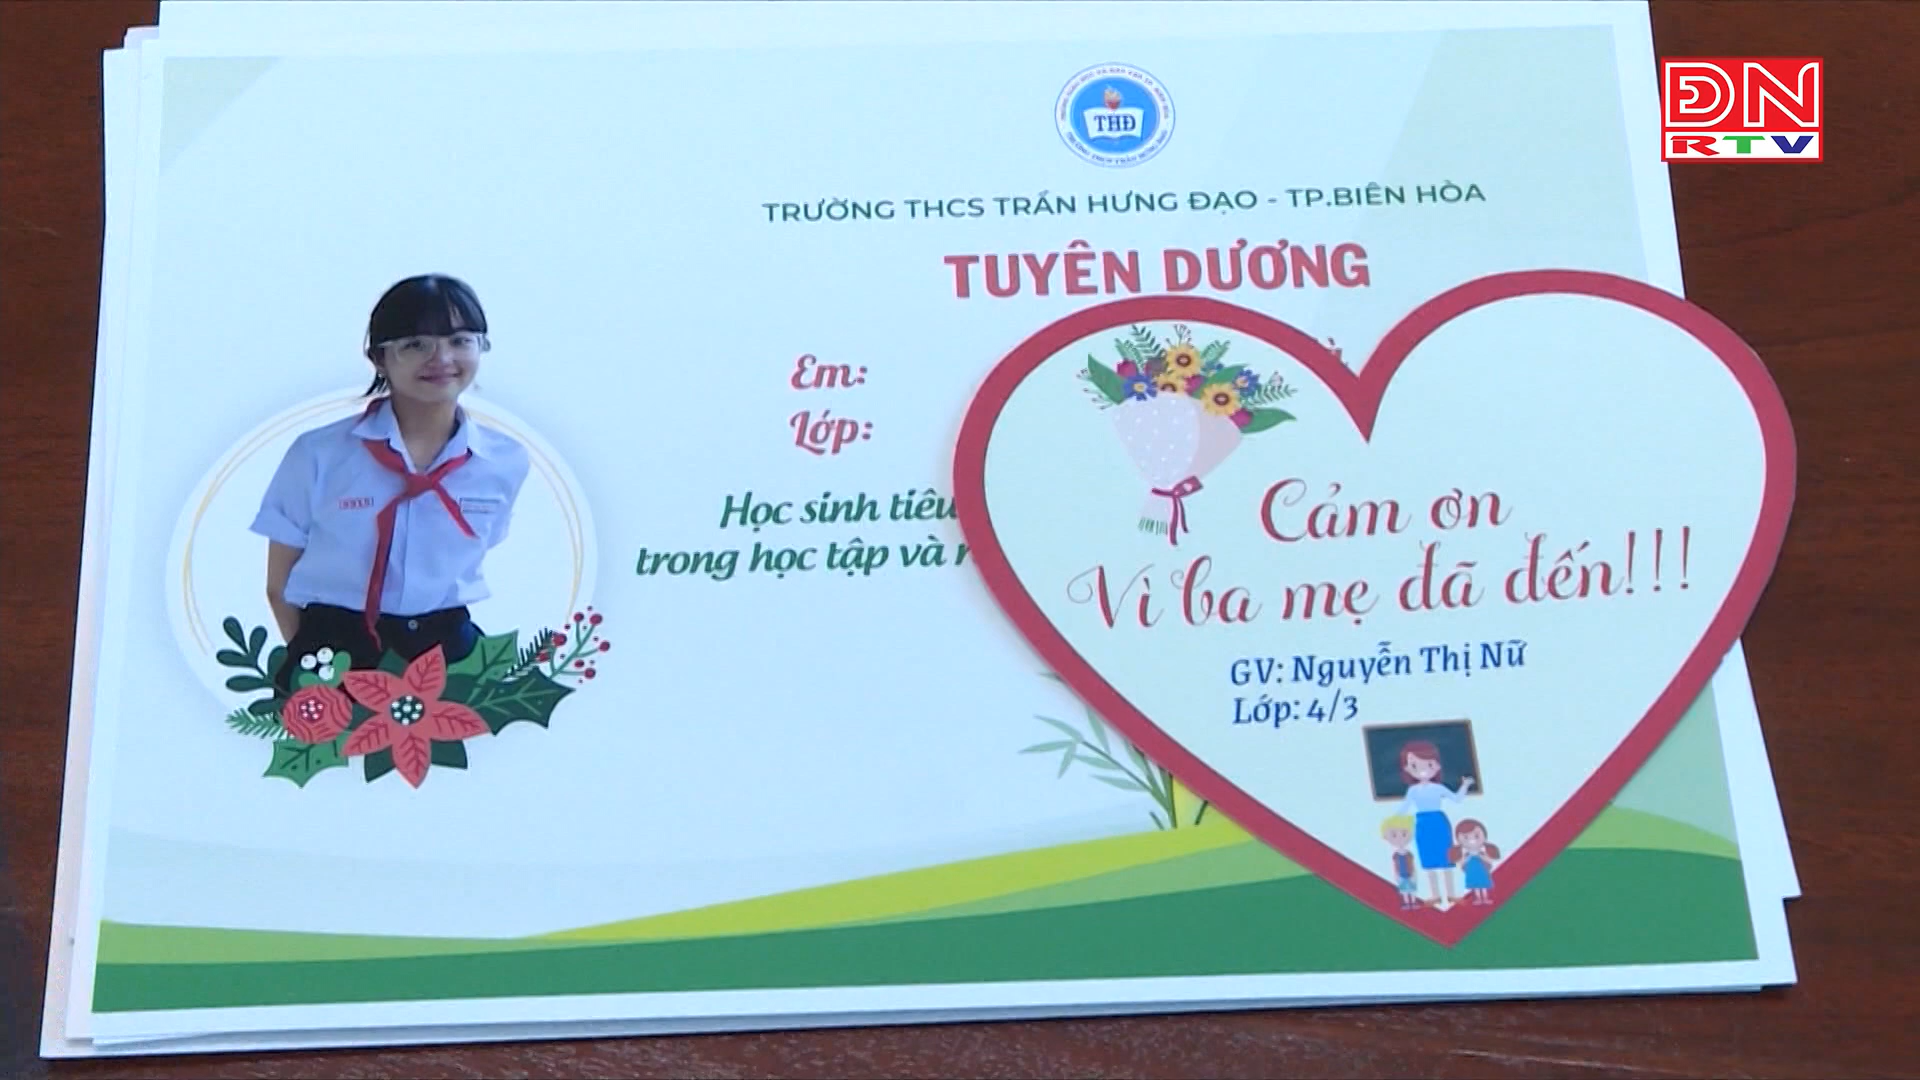 ĐN
RTV
THĐ
TRƯỜNG THCS TRẦN HƯNG ĐẠO - TP.BIÊN HÒA
TUYÊN DƯƠNG
Em:
Lớp:
Học sinh tiêu
trong học tập và
Cảm ơn
Vì ba mẹ đã đến!!!
GV: Nguyễn Thị Nữ
Lớp: 4/3